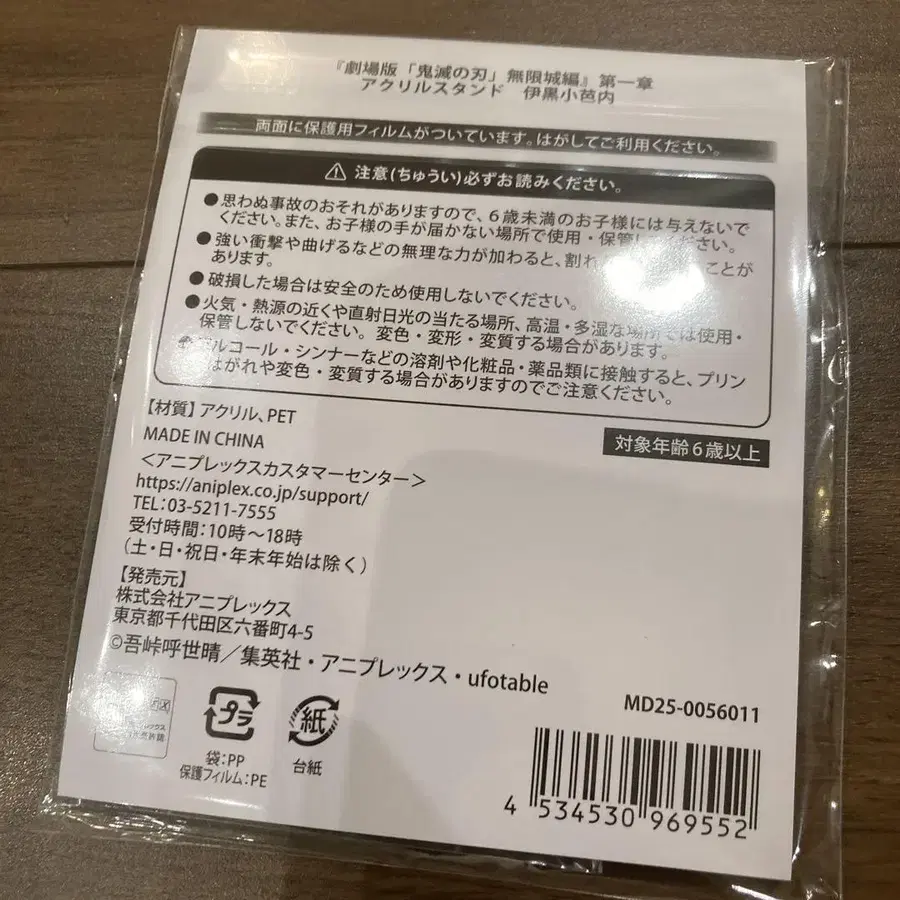 『劇場版「鬼滅の刃」無限城編』第一章
アクリルスタンド 伊黒小芭内
両面に保護用フィルムがついています。はがしてご利用ください。
注意(ちゅうい)必ずお読みください。
●思わぬ事故のおそれがありますので、6歳未満のお子様には与えないで
ください。また、お子様の手が届かない場所で使用・保管してください。
●強い衝撃や曲げるなどの無理な力が加わると、割れ ことが
あります。
●破損した場合は安全のため使用しないでください。
●火気・熱源の近くや直射日光の当たる場所、高温・多湿な場所では使用・
保管しないでください。変色・変形・変質する場合があります。
●アルコール・シンナーなどの溶剤や化粧品・薬品類に接触すると、プリン
はがれや変色・変質する場合がありますのでご注意ください。
【材質】アクリル、PET
MADE IN CHINA
対象年齢6歳以上
＜アニプレックスカスタマーセンター＞
https://aniplex.co.jp/support/
TEL:03-5211-7555
受付時間:10時～18時
（土・日・祝日・年末年始は除く）
【発売元】
株式会社アニプレックス
東京都千代田区六番町4-5
©吾峠呼世晴／集英社・アニプレックス・ufotable
MD25-0056011
プラ
紙
袋:PP
保護フィルム:PE
台紙
4 534530 969552